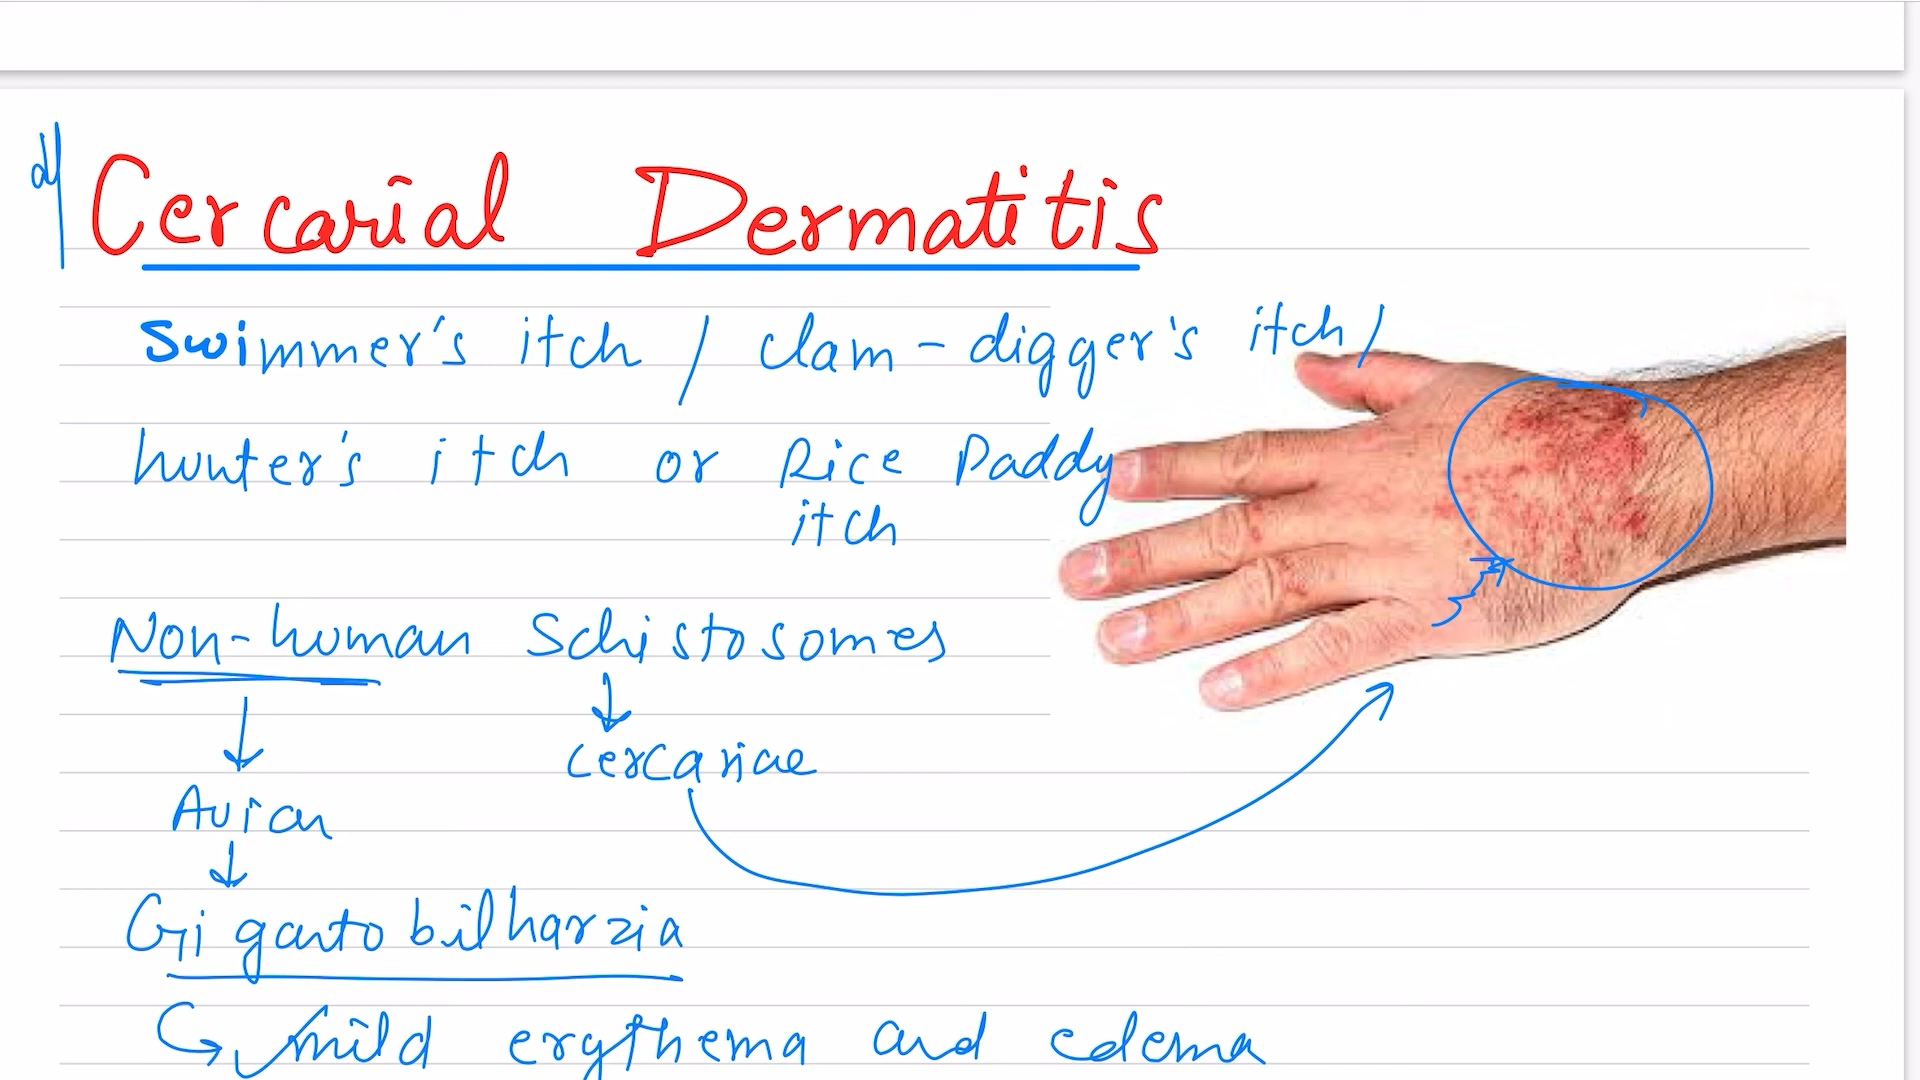 d)
Cercarial Dermatitis
Swimmer's itch / clam-digger's itch /
hunter's itch or Rice Paddy
itch
Non-human Schistosomes
Cercariae
Avian
Gigantobilharzia
mild erythema and edema